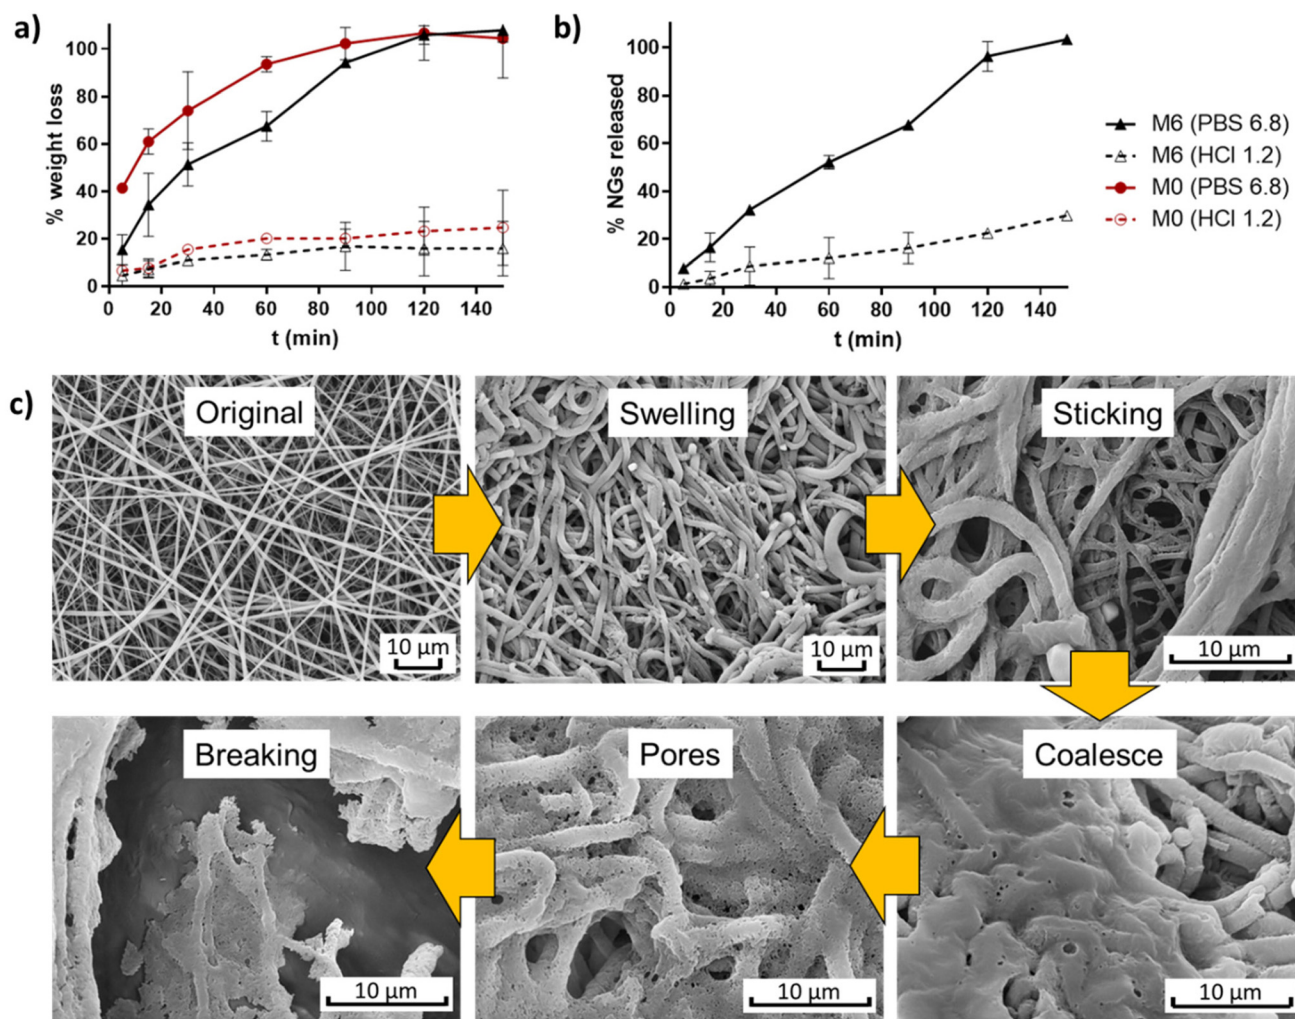 a)
% weight loss
100
80
60
40
20
0
0 20 40 60 80 100 120 140
t (min)
b)
% NGs released
100
80
60
40
20
0
0 20 40 60 80 100 120 140
t (min)
M6 (PBS 6.8)
M6 (HCl 1.2)
M0 (PBS 6.8)
M0 (HCl 1.2)
c)
Original
10 µm
Swelling
10 µm
Sticking
10 µm
Breaking
10 µm
Pores
10 µm
Coalesce
10 µm